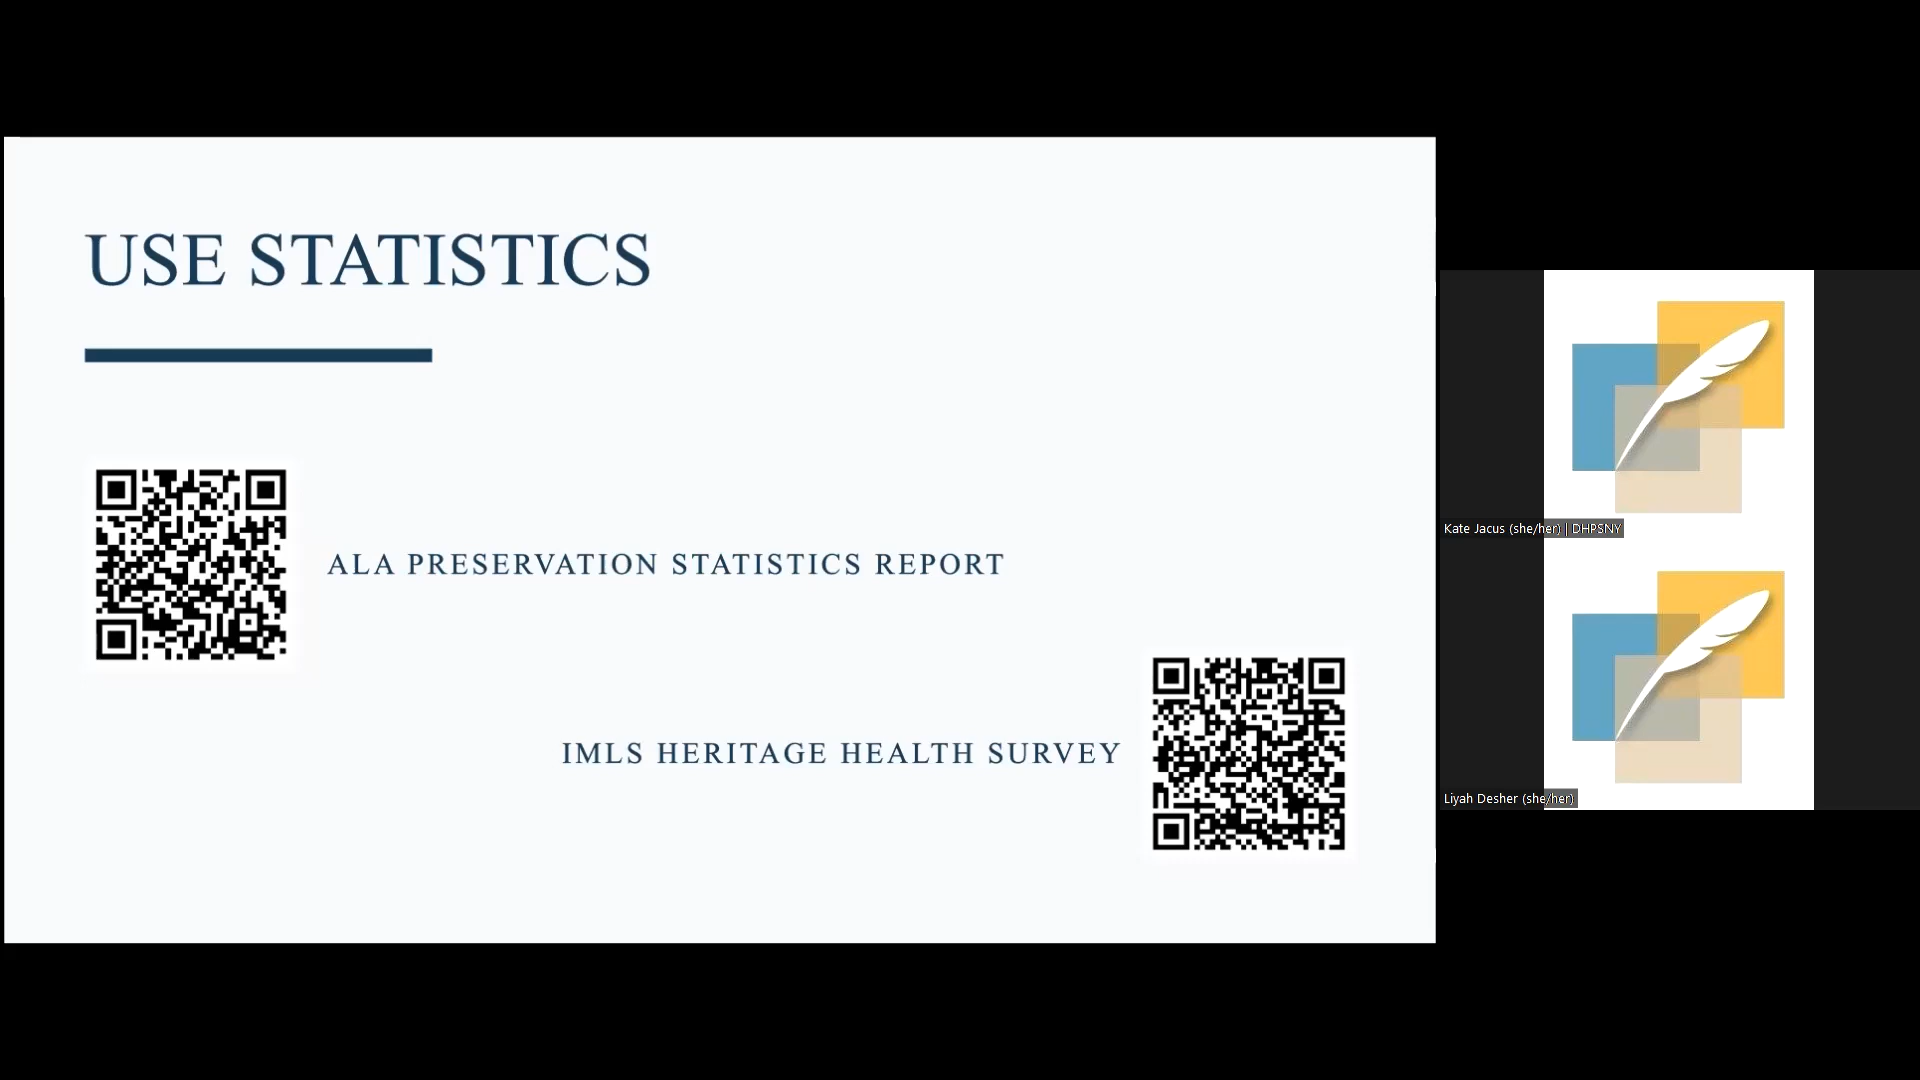 USE STATISTICS
ALA PRESERVATION STATISTICS REPORT
IMLS HERITAGE HEALTH SURVEY
Kate Jacus (she/her) | DHPSNY
Liyah Desher (she/her)